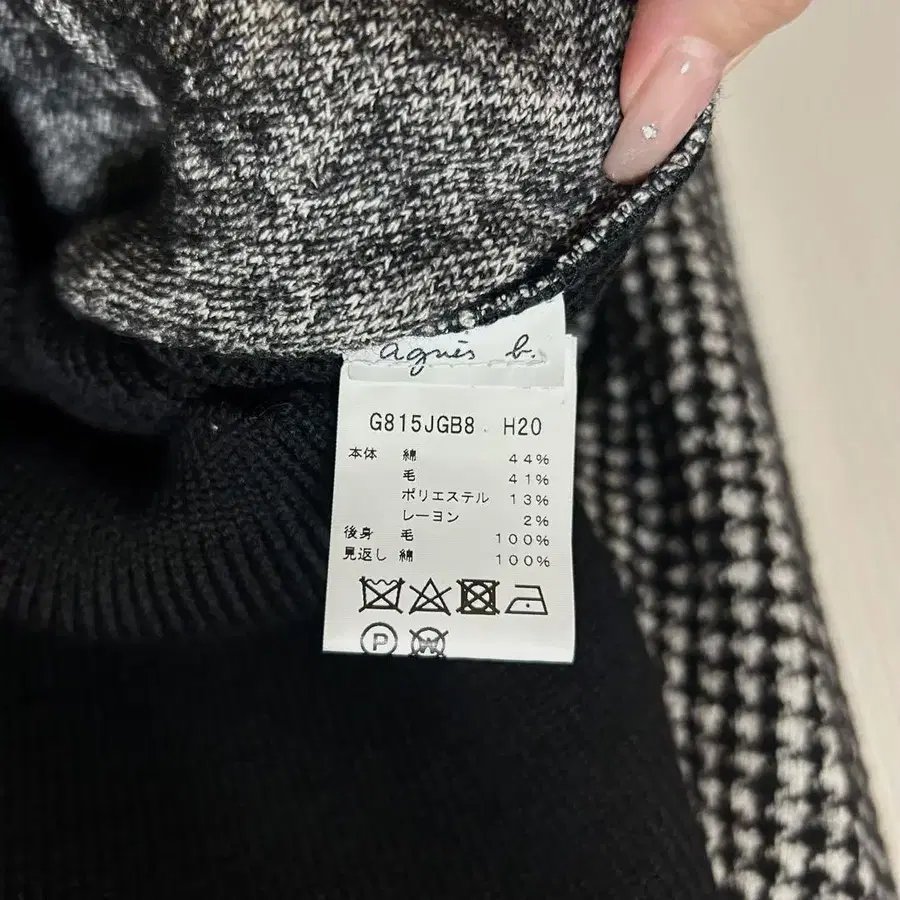 agnès b.
G815JGB8 H20
本体 綿 44%
毛 41%
ポリエステル 13%
レーヨン 2%
後身 毛 100%
見返し 綿 100%
P W